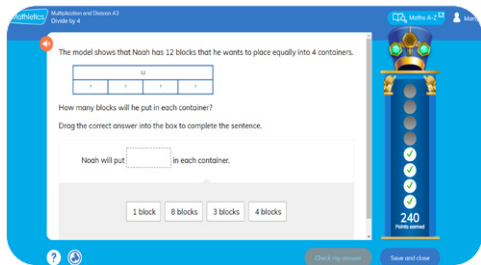 Mathletics
Multiplication and Division A3
Divide by 4
Maths A-Z
The model shows that Noah has 12 blocks that he wants to place equally into 4 containers.
12
? ? ? ?
How many blocks will he put in each container?
Drag the correct answer into the box to complete the sentence.
Noah will put in each container.
1 block 8 blocks 3 blocks 4 blocks
240
Points earned
? Check my answer Save and close